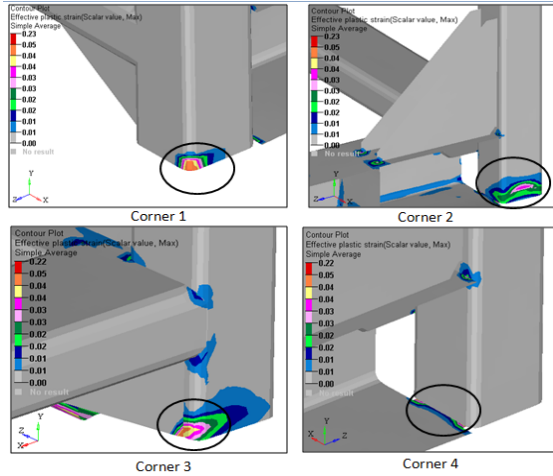 Contour Plot
Effective plastic strain(Scalar value, Max)
Simple Average
0.23
0.05
0.04
0.04
0.03
0.03
0.02
0.02
0.01
0.01
0.00
No result
Y
Z
X
Corner 1
Contour Plot
Effective plastic strain(Scalar value, Max)
Simple Average
0.23
0.05
0.04
0.04
0.03
0.03
0.02
0.02
0.01
0.01
0.00
No result
Y
Z
X
Corner 2
Contour Plot
Effective plastic strain(Scalar value, Max)
Simple Average
0.22
0.05
0.04
0.04
0.03
0.03
0.02
0.02
0.01
0.01
0.00
No result
Y
Z
X
Corner 3
Contour Plot
Effective plastic strain(Scalar value, Max)
Simple Average
0.22
0.05
0.04
0.04
0.03
0.03
0.02
0.02
0.01
0.01
0.00
No result
Y
X
Z
Corner 4